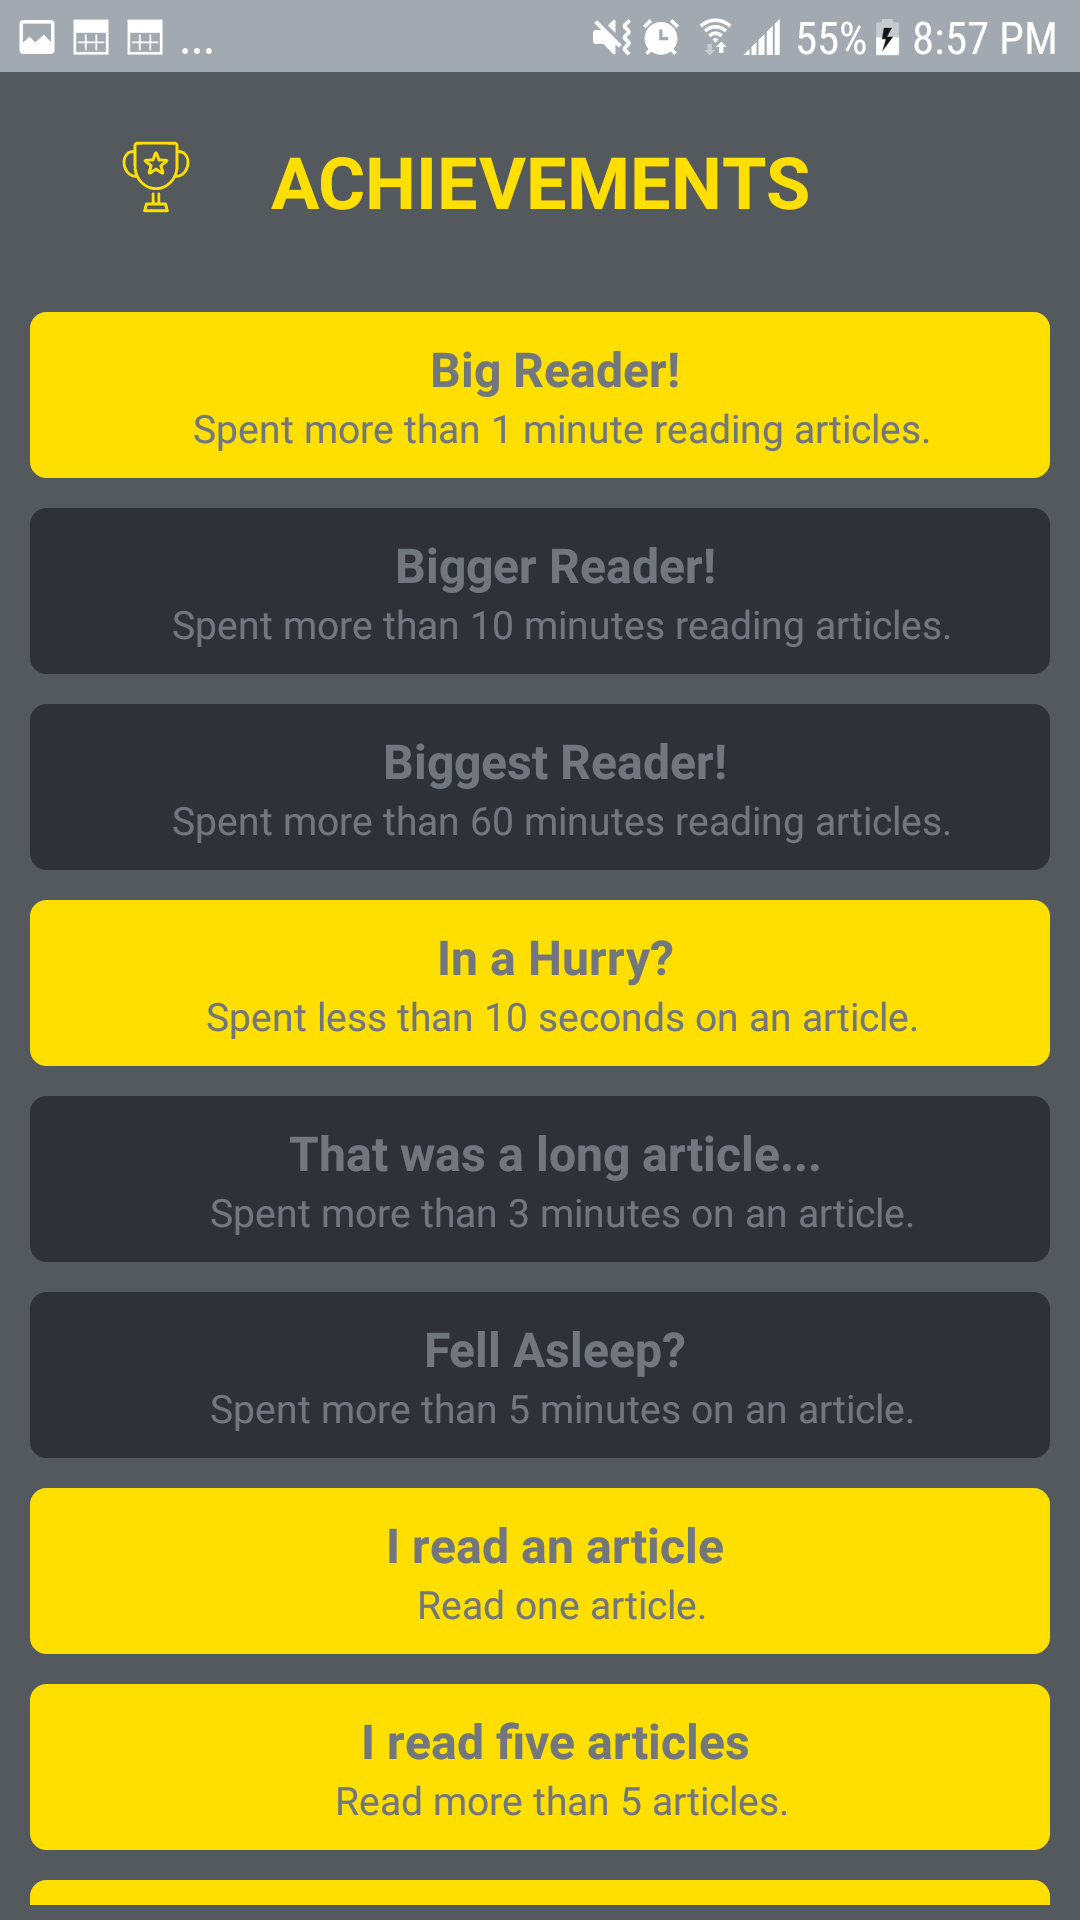 ... 55% 8:57 PM
ACHIEVEMENTS
Big Reader!
Spent more than 1 minute reading articles.
Bigger Reader!
Spent more than 10 minutes reading articles.
Biggest Reader!
Spent more than 60 minutes reading articles.
In a Hurry?
Spent less than 10 seconds on an article.
That was a long article...
Spent more than 3 minutes on an article.
Fell Asleep?
Spent more than 5 minutes on an article.
I read an article
Read one article.
I read five articles
Read more than 5 articles.